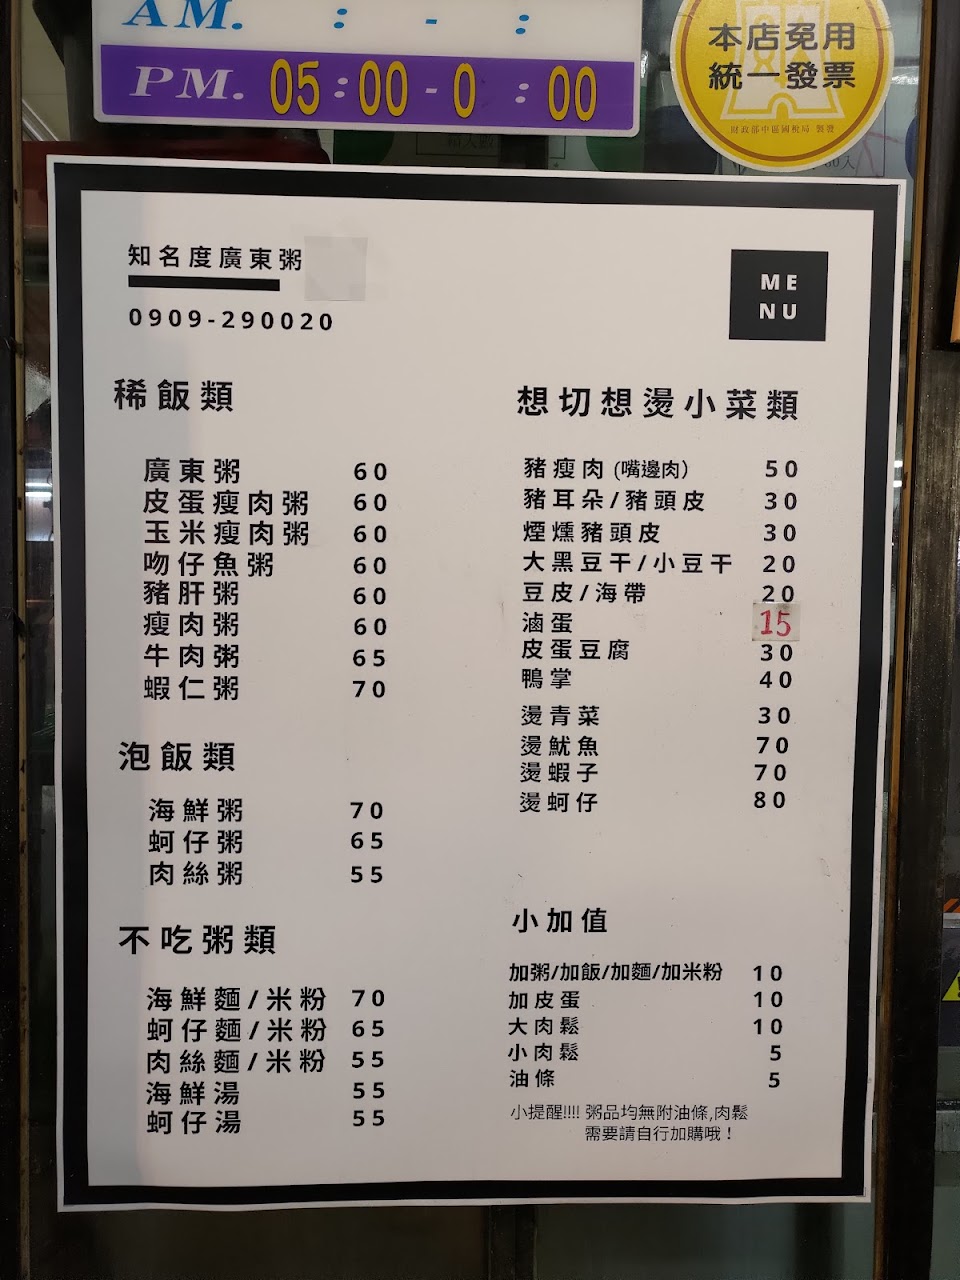 AM. : - :
PM. 05:00-0 :00
本店免用
統一發票
財政部中區國稅局 製發
知名度廣東粥
0909-290020
ME
NU
稀飯類
廣東粥 60
皮蛋瘦肉粥 60
玉米瘦肉粥 60
吻仔魚粥 60
豬肝粥 60
瘦肉粥 60
牛肉粥 65
蝦仁粥 70
泡飯類
海鮮粥 70
蚵仔粥 65
肉絲粥 55
不吃粥類
海鮮麵/米粉 70
蚵仔麵/米粉 65
肉絲麵/米粉 55
海鮮湯 55
蚵仔湯 55
想切想燙小菜類
豬瘦肉 (嘴邊肉) 50
豬耳朵/豬頭皮 30
煙燻豬頭皮 30
大黑豆干/小豆干 20
豆皮/海帶 20
滷蛋 15
皮蛋豆腐 30
鴨掌 40
燙青菜 30
燙魷魚 70
燙蝦子 70
燙蚵仔 80
小加值
加粥/加飯/加麵/加米粉 10
加皮蛋 10
大肉鬆 10
小肉鬆 5
油條 5
小提醒!!!! 粥品均無附油條,肉鬆
需要請自行加購哦！